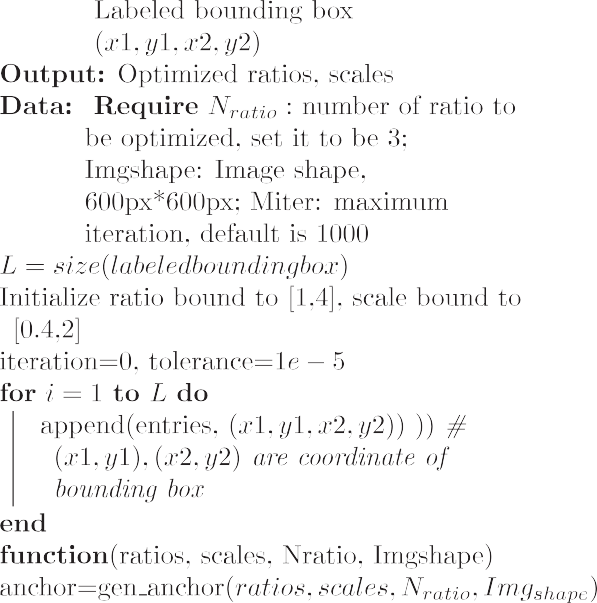 Labeled bounding box
(x1, y1, x2, y2)
Output: Optimized ratios, scales
Data: Require N_{ratio} : number of ratio to
be optimized, set it to be 3;
Imgshape: Image shape,
600px*600px; Miter: maximum
iteration, default is 1000
L = size(labeledboundingbox)
Initialize ratio bound to [1,4], scale bound to
[0.4,2]
iteration=0, tolerance=1e − 5
for i = 1 to L do
append(entries, (x1, y1, x2, y2)) )) #
(x1, y1), (x2, y2) are coordinate of
bounding box
end
function(ratios, scales, Nratio, Imgshape)
anchor=gen_anchor(ratios, scales, N_{ratio}, Img_{shape})